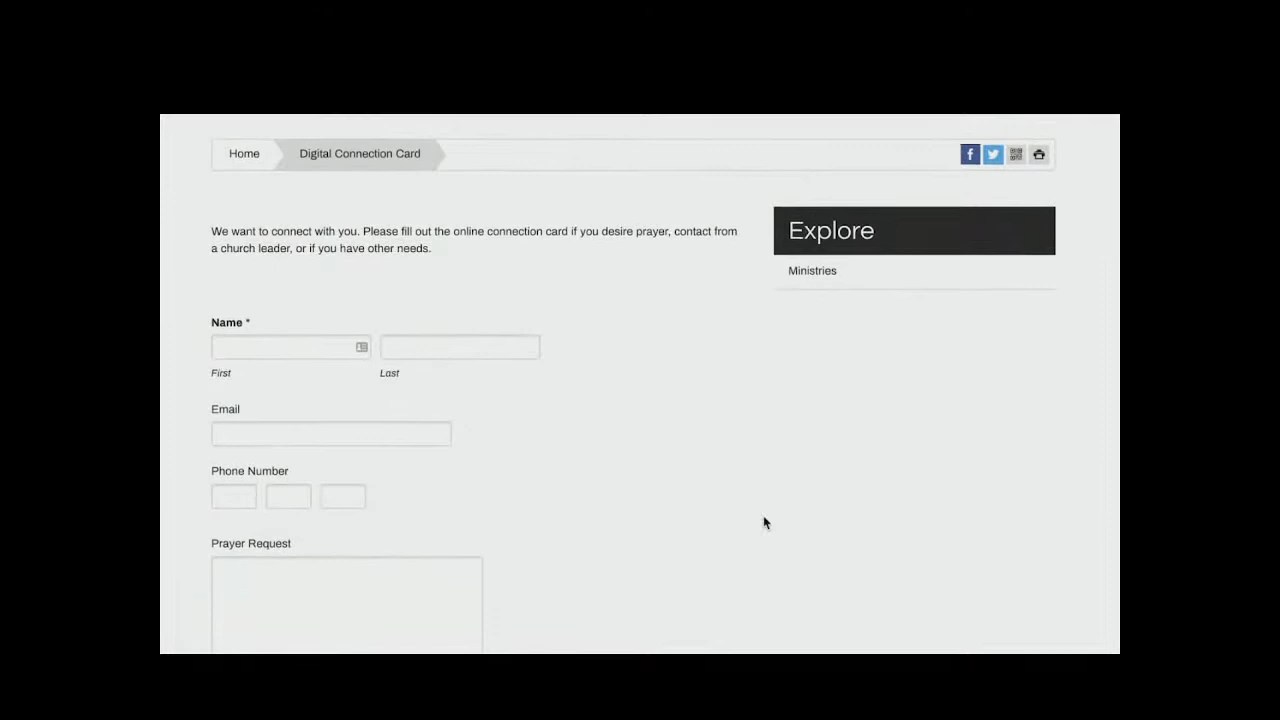 Home
Digital Connection Card
We want to connect with you. Please fill out the online connection card if you desire prayer, contact from
a church leader, or if you have other needs.
Explore
Ministries
Name *
First
Last
Email
Phone Number
Prayer Request